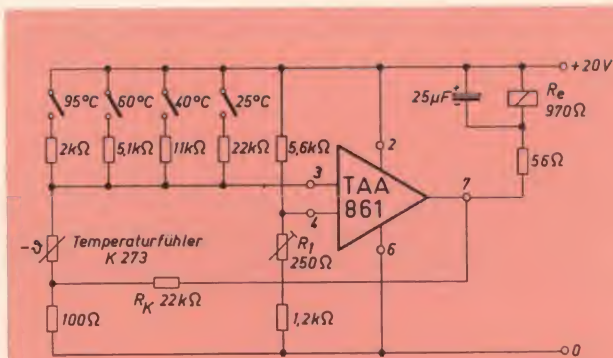 +20V
95°C
60°C
40°C
25°C
25µF
+
-
Re
970Ω
2kΩ
5,1kΩ
11kΩ
22kΩ
5,6kΩ
2
3
TAA
861
7
56Ω
4
6
-ϑ
Temperaturfühler
K 273
R1
250Ω
RK 22kΩ
100Ω
1,2kΩ
0